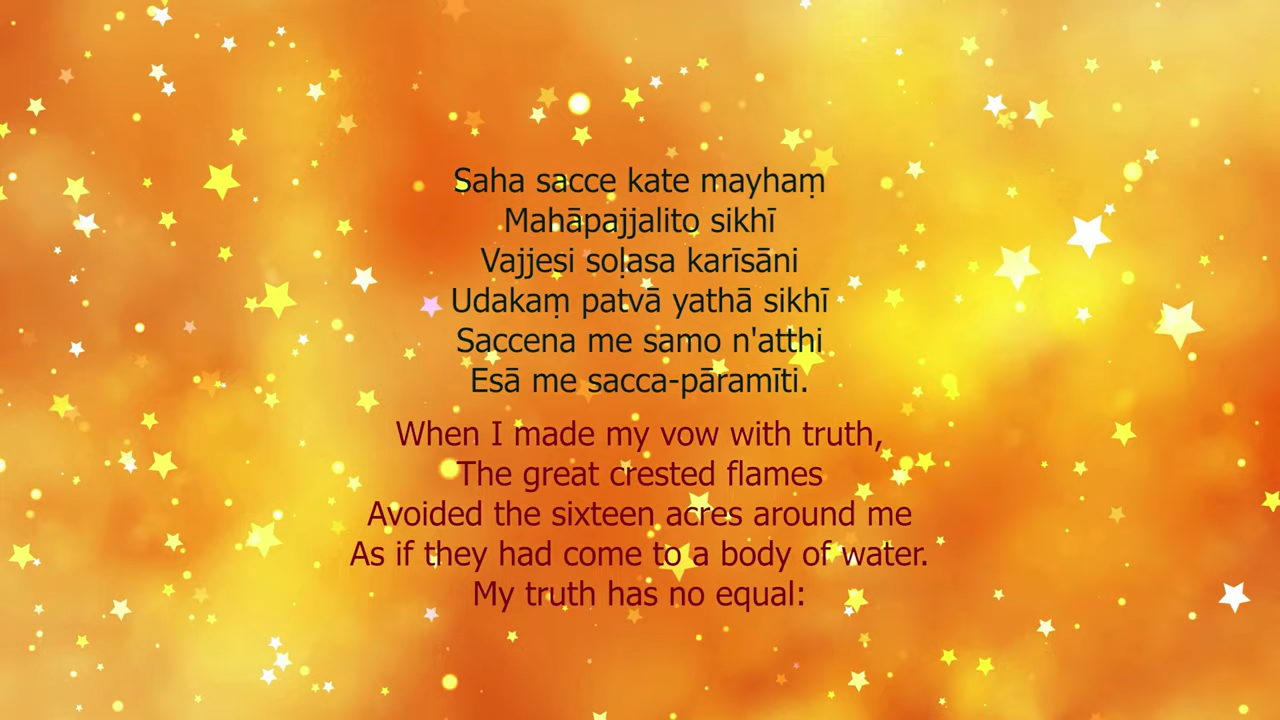 Saha sacce kate mayhaṃ
Mahāpajjalito sikhī
Vajjesi soḷasa karīsāni
Udakaṃ patvā yathā sikhī
Saccena me samo n'atthi
Esā me sacca-pāramīti.
When I made my vow with truth,
The great crested flames
Avoided the sixteen acres around me
As if they had come to a body of water.
My truth has no equal: